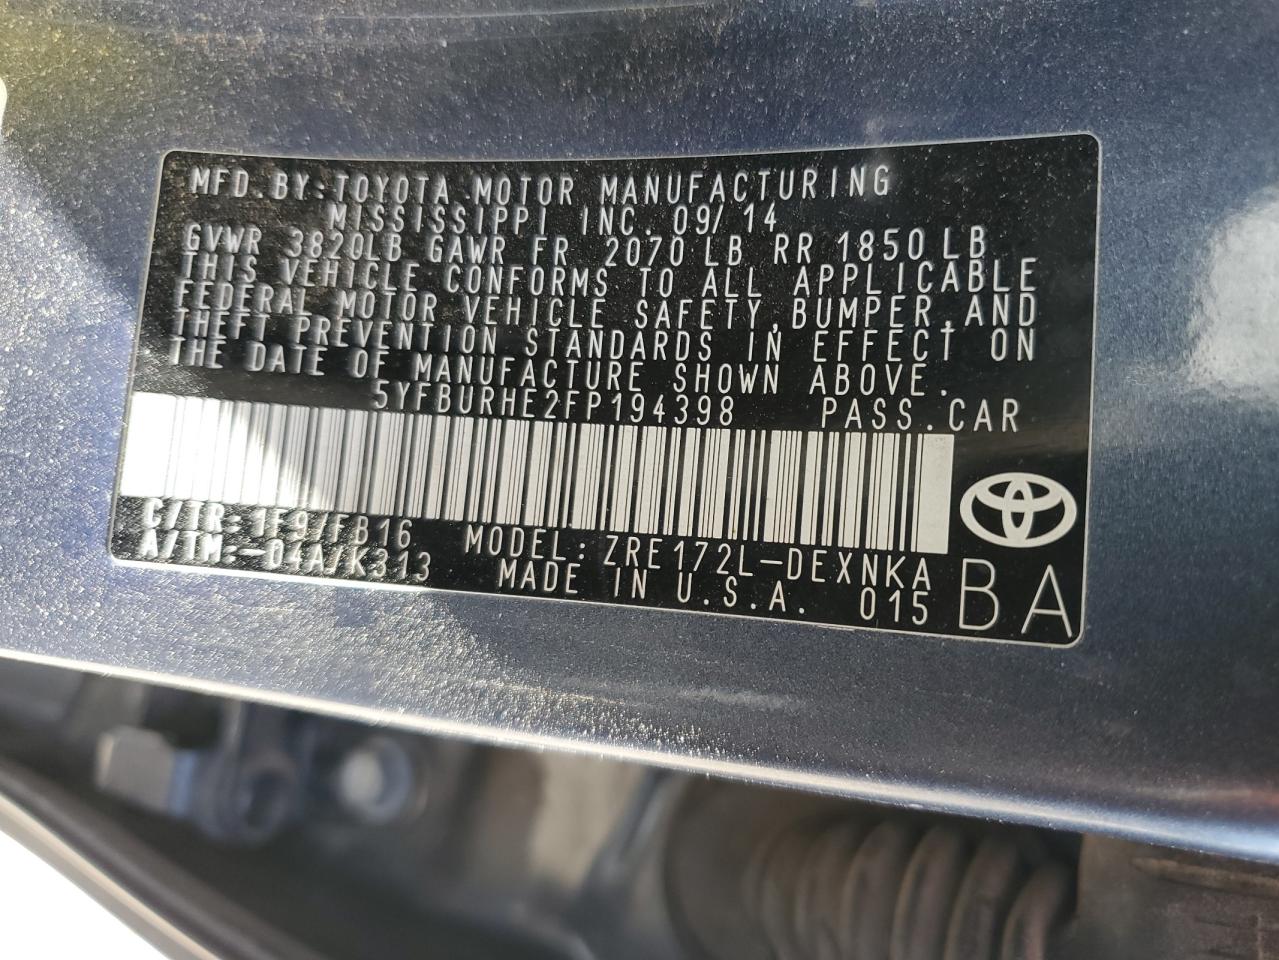 MFD.BY:TOYOTA MOTOR MANUFACTURING
MISSISSIPPI INC. 09/14
GVWR 3820LB GAWR FR 2070LB RR 1850LB
THIS VEHICLE CONFORMS TO ALL APPLICABLE
FEDERAL MOTOR VEHICLE SAFETY,BUMPER,AND
THEFT PREVENTION STANDARDS IN EFFECT ON
THE DATE OF MANUFACTURE SHOWN ABOVE.
5YFBURHE2FP194398 PASS.CAR
C/TR:1F9/FB16 MODEL:ZRE172L-DEXNKA
A/TM:-04A/K313 MADE IN U.S.A. 015 BA